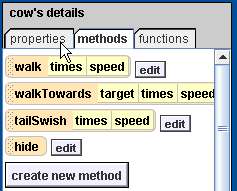 cow's details
properties methods functions
walk times speed edit
walkTowards target times speed
tailSwish times speed edit
hide edit
create new method